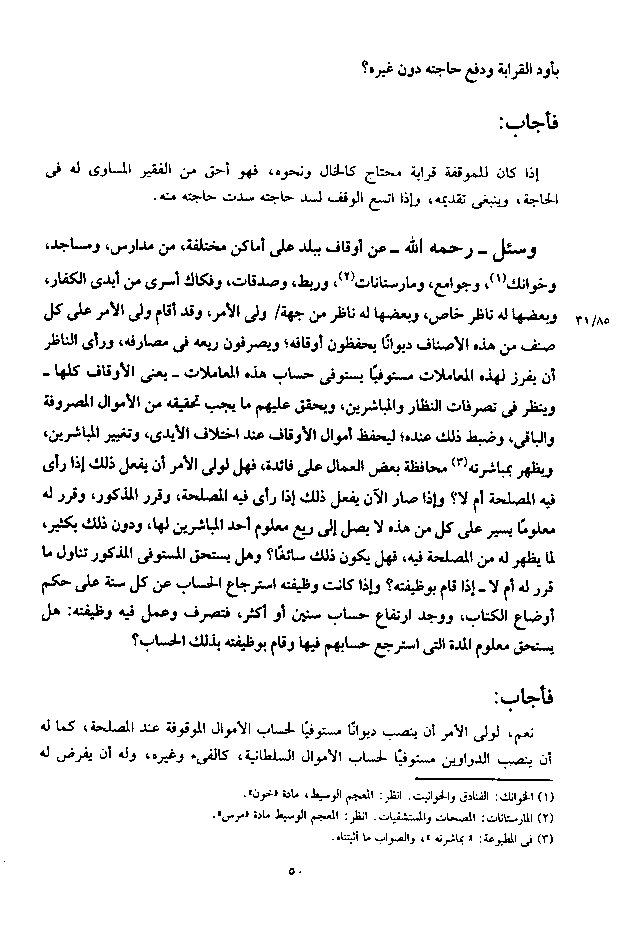 بأود القرابة ودفع حاجته دون غيره؟
فأجاب:
إذا كان للموقفة قرابة محتاج كالخال ونحوه، فهو أحق من الفقير المساوى له فى
الحاجة، وينبغى تقديمه، وإذا اتسع الوقف لسد حاجته سدت حاجته منه.
وسئل ــ رحمه الله ــ عن أوقاف ببلد على أماكن مختلفة، من مدارس، ومساجد،
وخوانك(١)، وجوامع، ومارستانات(٢)، وربط، وصدقات، وفكاك أسرى من أيدى الكفار،
وبعضها له ناظر خاص، وبعضها له ناظر من جهة/ ولى الأمر، وقد أقام ولى الأمر على كل
٣١/٨٥
صنف من هذه الأصناف ديوانًا يحفظون أوقافه؛ ويصرفون ريعه فى مصارفه، ورأى الناظر
أن يفرز لهذه المعاملات مستوفيًا يستوفى حساب هذه المعاملات ــ يعنى الأوقاف كلها ــ
وينظر فى تصرفات النظار والمباشرين، ويحقق عليهم ما يجب تحقيقه من الأموال المصروفة
والباقى، وضبط ذلك عنده؛ ليحفظ أموال الأوقاف عند اختلاف الأيدى، وتغيير المباشرين،
ويظهر بمباشرته(٣) محافظة بعض العمال على فائدة، فهل لولى الأمر أن يفعل ذلك إذا رأى
فيه المصلحة أم لا؟ وإذا صار الآن يفعل ذلك إذا رأى فيه المصلحة، وقرر المذكور، وقرر له
معلومًا يسير على كل من هذه لا يصل إلى ربع معلوم أحد المباشرين لها، ودون ذلك بكثير،
لما يظهر له من المصلحة فيه، فهل يكون ذلك سائغًا؟ وهل يستحق المستوفى المذكور تناول ما
قرر له أم لا ــ إذا قام بوظيفته؟ وإذا كانت وظيفته استرجاع الحساب عن كل سنة على حكم
أوضاع الكتاب، ووجد ارتفاع حساب سنين أو أكثر، فتصرف وعمل فيه وظيفته: هل
يستحق معلوم المدة التى استرجع حسابهم فيها وقام بوظيفته بذلك الحساب؟
فأجاب:
نعم، لولى الأمر أن ينصب ديوانًا مستوفيًا لحساب الأموال الموقوفة عند المصلحة، كما له
أن ينصب الدواوين مستوفيًا لحساب الأموال السلطانية، كالفىء وغيره، وله أن يفرض له
(١) الخوانك: الفنادق والحوانيت. انظر: المعجم الوسيط، مادة «خون».
(٢) المارستانات: المصحات والمستشفيات. انظر: المعجم الوسيط مادة «مرس».
(٣) فى المطبوعة: « بماشرته »، والصواب ما أثبتناه.
٥٠